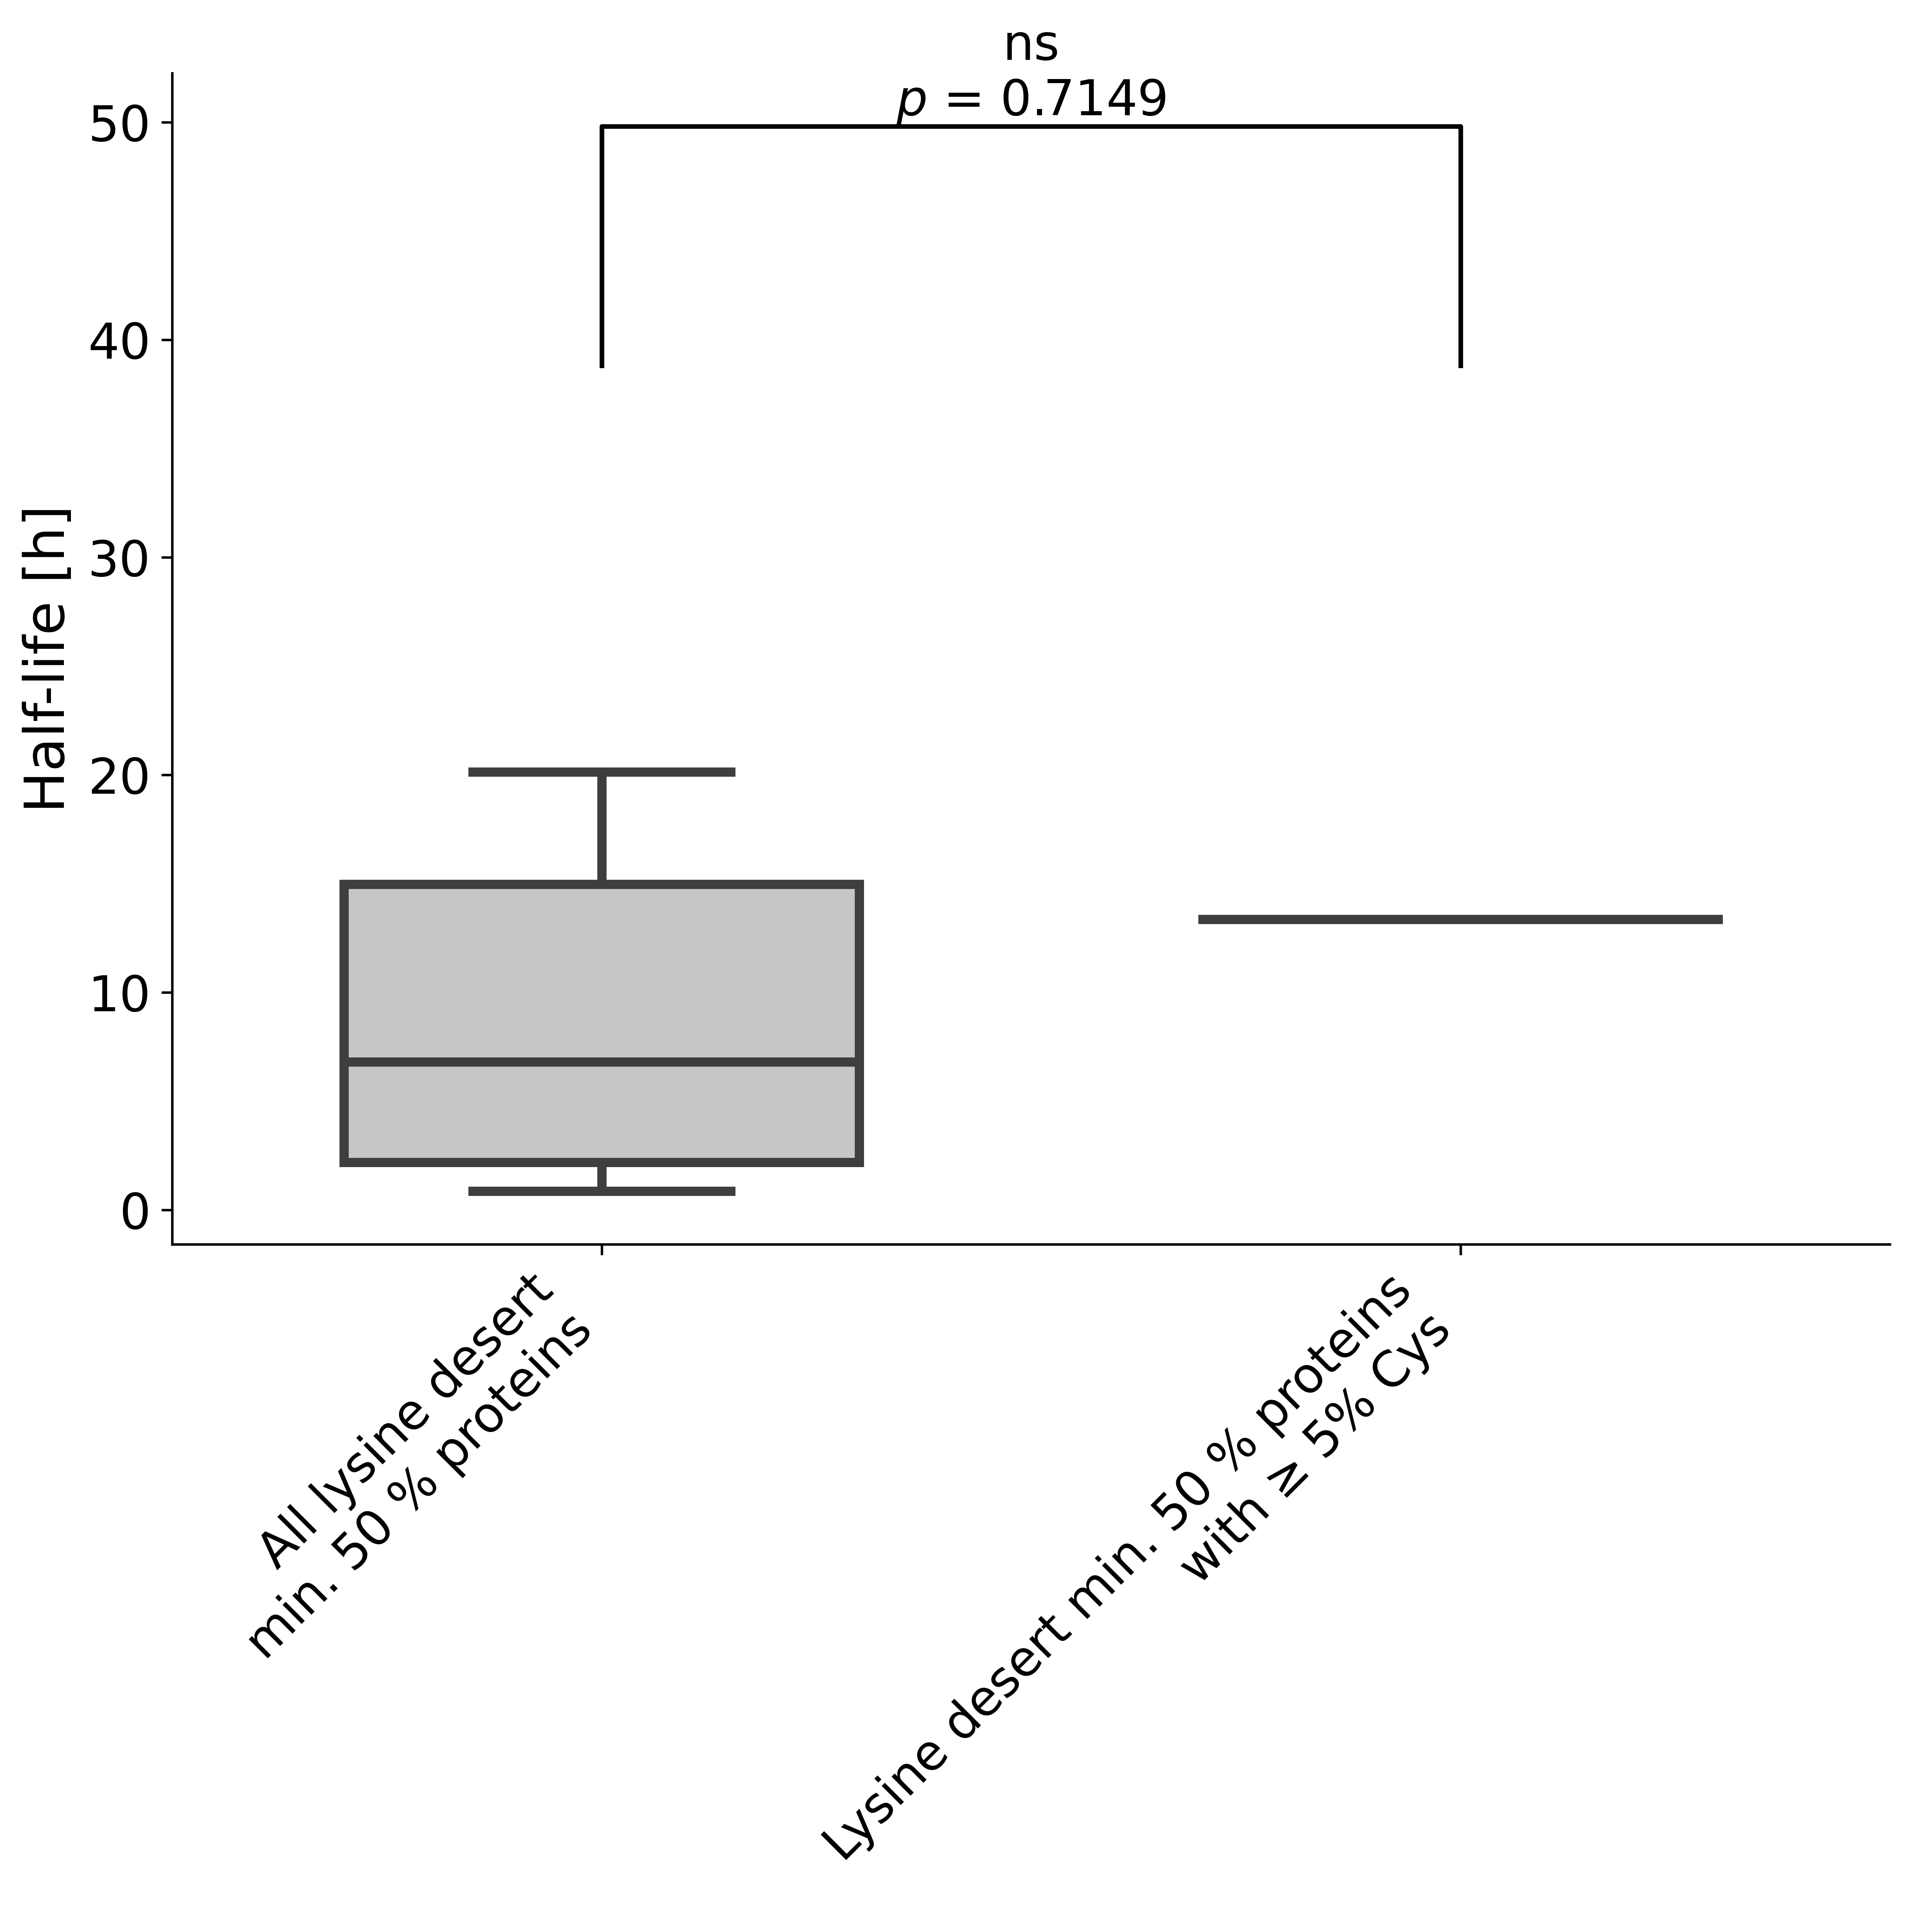 ns
p = 0.7149
50
40
30
20
10
0
Half-life [h]
All lysine desert
min. 50 % proteins
Lysine desert min. 50 % proteins
with ≥ 5% Cys